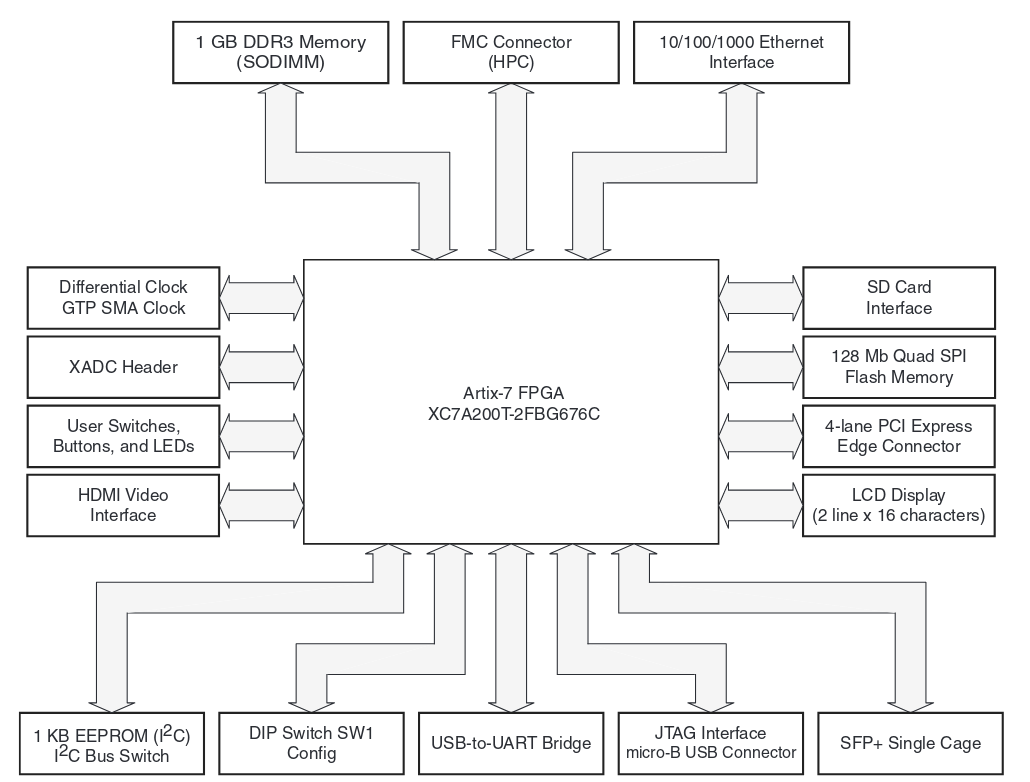 1 GB DDR3 Memory
(SODIMM)
FMC Connector
(HPC)
10/100/1000 Ethernet
Interface
Differential Clock
GTP SMA Clock
XADC Header
User Switches,
Buttons, and LEDs
HDMI Video
Interface
Artix-7 FPGA
XC7A200T-2FBG676C
SD Card
Interface
128 Mb Quad SPI
Flash Memory
4-lane PCI Express
Edge Connector
LCD Display
(2 line x 16 characters)
1 KB EEPROM (I²C)
I²C Bus Switch
DIP Switch SW1
Config
USB-to-UART Bridge
JTAG Interface
micro-B USB Connector
SFP+ Single Cage